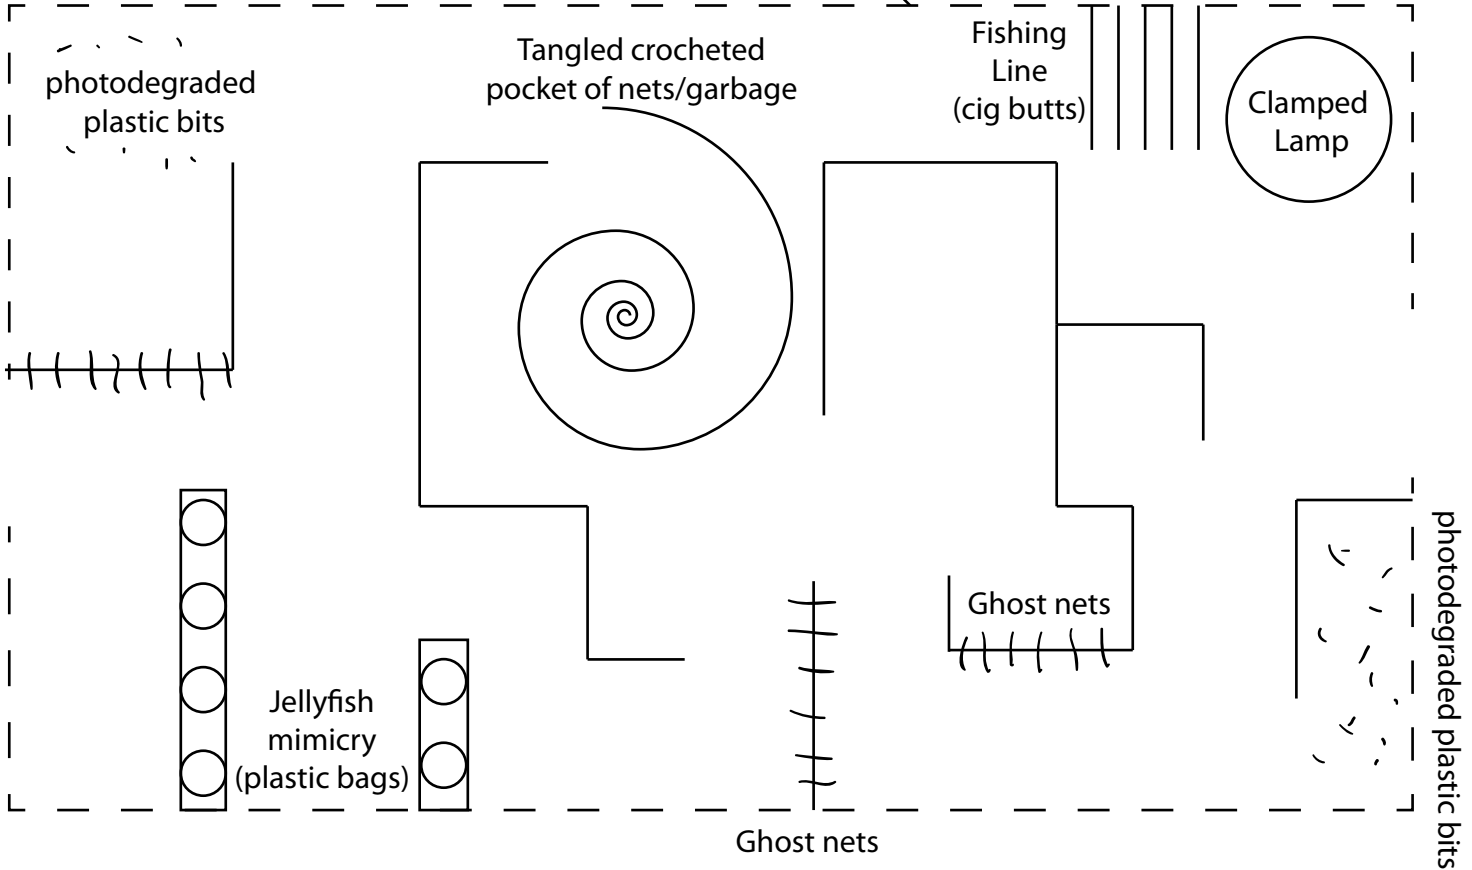 photodegraded
plastic bits
Tangled crocheted
pocket of nets/garbage
Fishing
Line
(cig butts)
Clamped
Lamp
Ghost nets
Jellyfish
mimicry
(plastic bags)
Ghost nets
photodegraded plastic bits